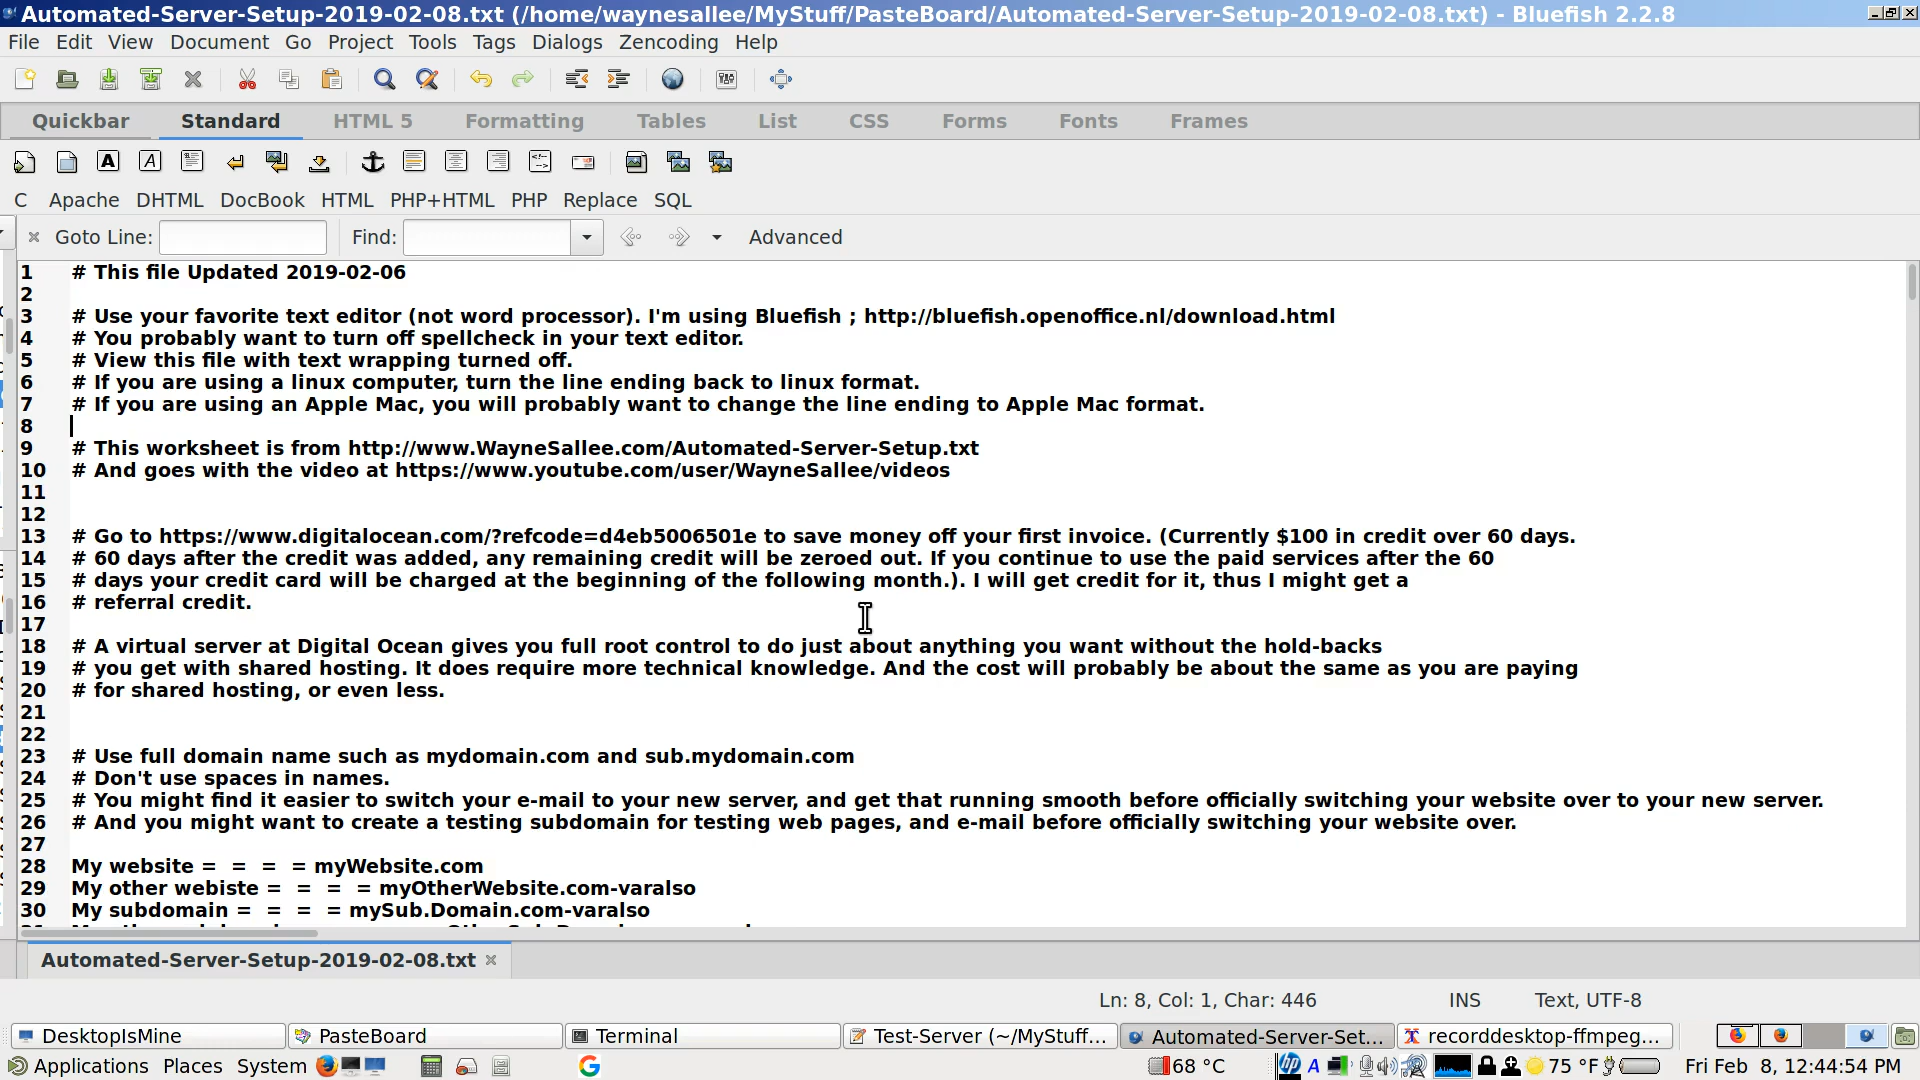 Automated-Server-Setup-2019-02-08.txt (/home/waynesallee/MyStuff/PasteBoard/Automated-Server-Setup-2019-02-08.txt) - Bluefish 2.2.8
File Edit View Document Go Project Tools Tags Dialogs Zencoding Help
Quickbar Standard HTML 5 Formatting Tables List CSS Forms Fonts Frames
C Apache DHTML DocBook HTML PHP+HTML PHP Replace SQL
Goto Line: Find: Advanced
1 # This file Updated 2019-02-06
2
3 # Use your favorite text editor (not word processor). I'm using Bluefish ; http://bluefish.openoffice.nl/download.html
4 # You probably want to turn off spellcheck in your text editor.
5 # View this file with text wrapping turned off.
6 # If you are using a linux computer, turn the line ending back to linux format.
7 # If you are using an Apple Mac, you will probably want to change the line ending to Apple Mac format.
8
9 # This worksheet is from http://www.WayneSallee.com/Automated-Server-Setup.txt
10 # And goes with the video at https://www.youtube.com/user/WayneSallee/videos
11
12
13 # Go to https://www.digitalocean.com/?refcode=d4eb5006501e to save money off your first invoice. (Currently $100 in credit over 60 days.
14 # 60 days after the credit was added, any remaining credit will be zeroed out. If you continue to use the paid services after the 60
15 # days your credit card will be charged at the beginning of the following month.). I will get credit for it, thus I might get a
16 # referral credit.
17
18 # A virtual server at Digital Ocean gives you full root control to do just about anything you want without the hold-backs
19 # you get with shared hosting. It does require more technical knowledge. And the cost will probably be about the same as you are paying
20 # for shared hosting, or even less.
21
22
23 # Use full domain name such as mydomain.com and sub.mydomain.com
24 # Don't use spaces in names.
25 # You might find it easier to switch your e-mail to your new server, and get that running smooth before officially switching your website over to your new server.
26 # And you might want to create a testing subdomain for testing web pages, and e-mail before officially switching your website over.
27
28 My website = = = = myWebsite.com
29 My other webiste = = = = myOtherWebsite.com-varalso
30 My subdomain = = = = mySub.Domain.com-varalso
Automated-Server-Setup-2019-02-08.txt
Ln: 8, Col: 1, Char: 446 INS Text, UTF-8
DesktopIsMine PasteBoard Terminal Test-Server (~/MyStuff... Automated-Server-Set... recorddesktop-ffmpeg...
Applications Places System 68 °C 75 °F Fri Feb 8, 12:44:54 PM